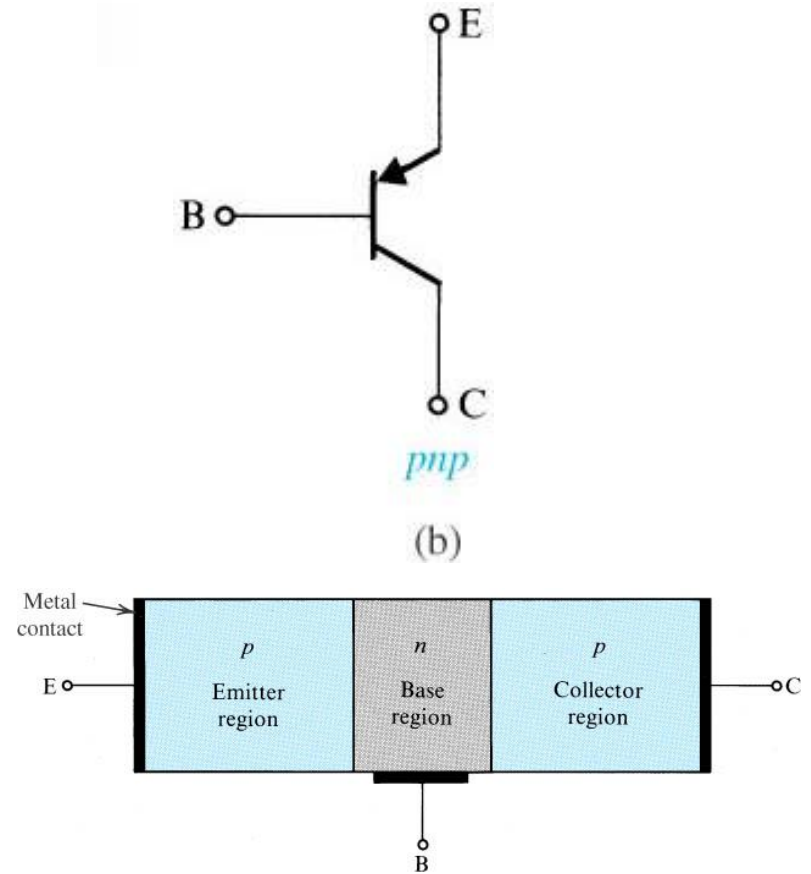 E
B
C
pnp
(b)
Metal
contact
p
n
p
E
Emitter
region
Base
region
Collector
region
C
B